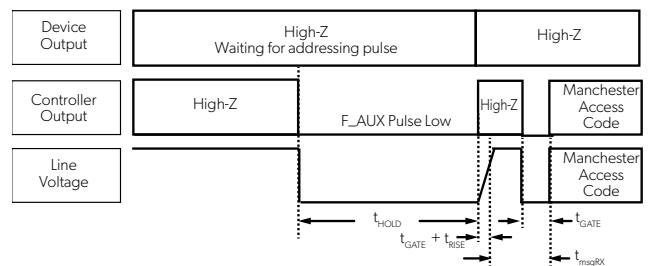 Device
Output
High-Z
Waiting for addressing pulse
High-Z
Controller
Output
High-Z
F_AUX Pulse Low
High-Z
Manchester
Access
Code
Line
Voltage
Manchester
Access
Code
tHOLD
tGATE
tGATE + tRISE
tmsgRX